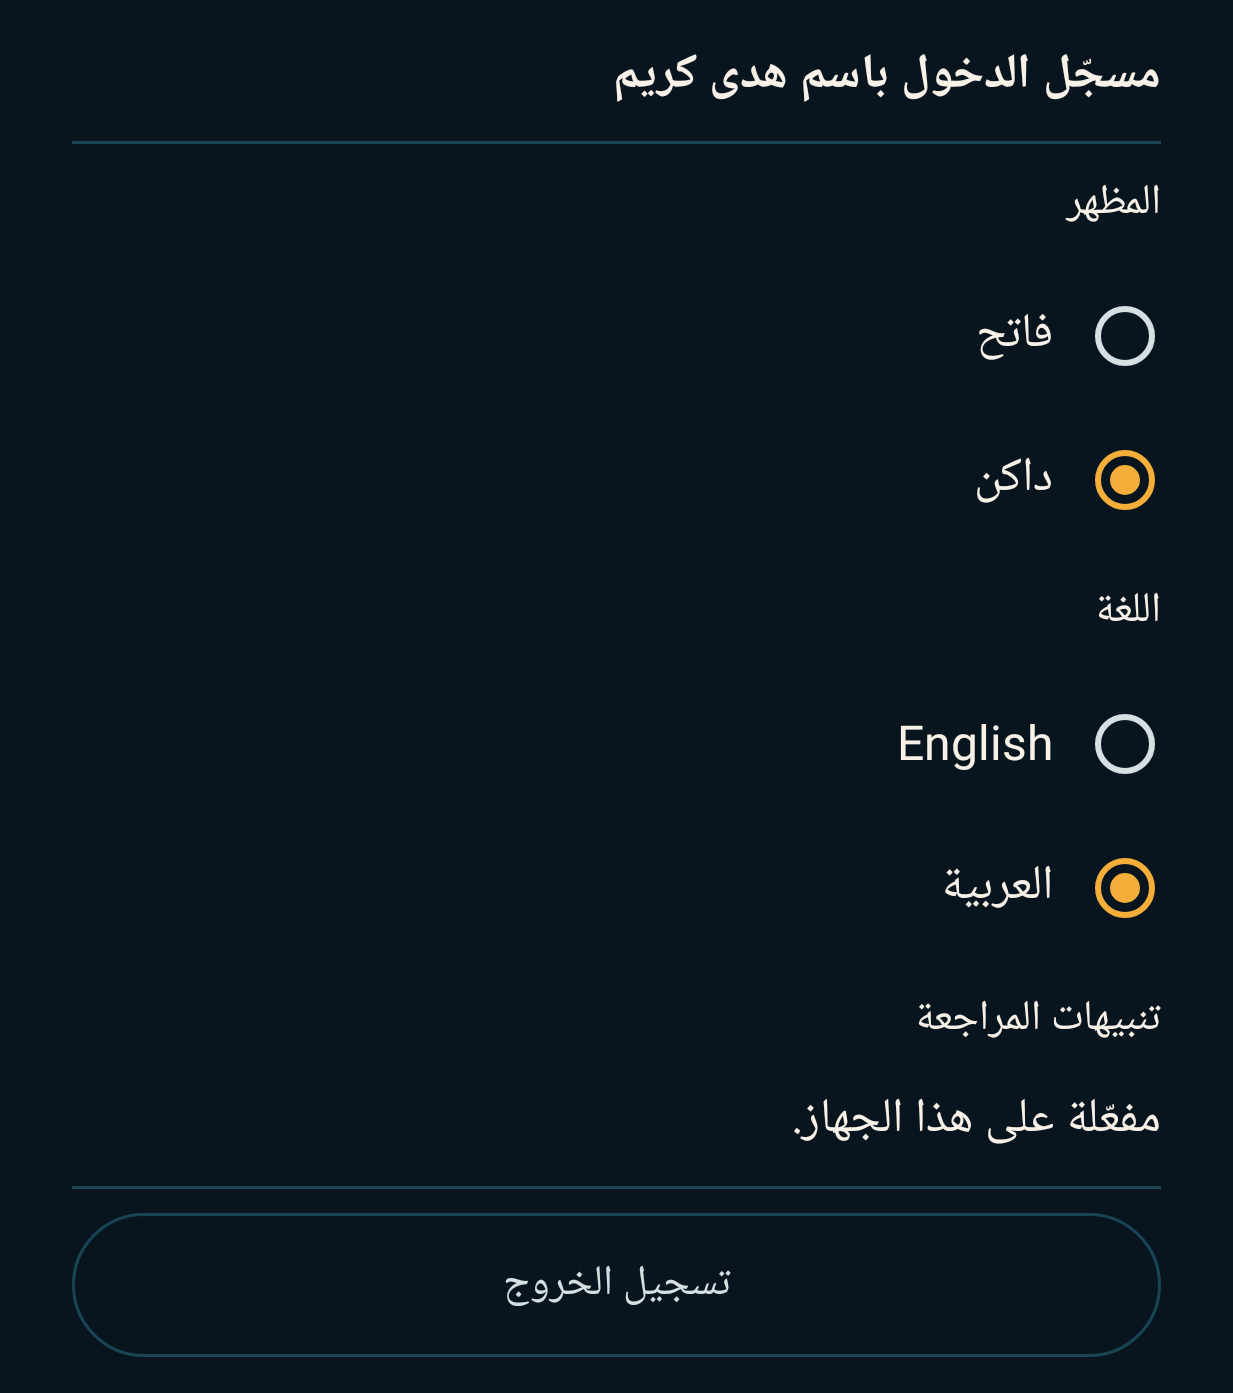 مسجّل الدخول باسم هدى كريم
المظهر
فاتح
داكن
اللغة
English
العربية
تنبيهات المراجعة
مفعّلة على هذا الجهاز.
تسجيل الخروج